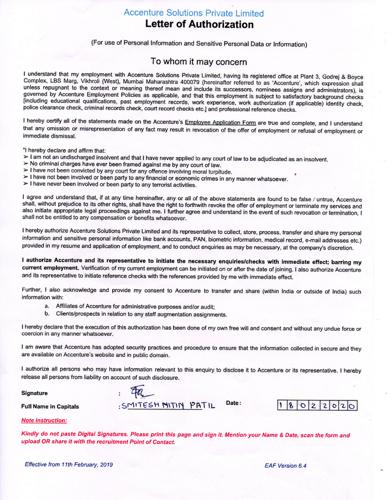 Accenture Solutions Private Limited
Letter of Authorization
(For use of Personal Information and Sensitive Personal Data or Information)
To whom it may concern
I understand that my employment with Accenture Solutions Private Limited, having its registered office at Plant 3, Godrej & Boyce
Complex, LBS Marg, Vikhroli (West), Mumbai Maharashtra 400079 (hereinafter referred to as 'Accenture', which expression shall
unless repugnant to the context or meaning thereof mean and include its successors, nominees assigns and administrators), is
governed by Accenture Employment Policies as applicable, and that this employment is subject to satisfactory background checks
[including educational qualifications, past employment records, work experience, work authorization (if applicable) identity check,
police clearance check, criminal records check, court record checks etc.] and professional reference checks.
I hereby certify all of the statements made on the Accenture's Employee Application Form are true and complete, and I understand
that any omission or misrepresentation of any fact may result in revocation of the offer of employment or refusal of employment or
immediate dismissal.
"I hereby declare and affirm that:
➢ I am not an undischarged insolvent and that I have never applied to any court of law to be adjudicated as an insolvent.
➢ No criminal charges have ever been framed against me by any court of law.
➢ I have not been convicted by any court for any offence involving moral turpitude.
➢ I have not been involved or been party to any financial or economic crimes in any manner whatsoever.
➢ I have never been involved or been party to any terrorist activities.
I agree and understand that, if at any time hereinafter, any or all of the above statements are found to be false / untrue, Accenture
shall, without prejudice to its other rights, shall have the right to forthwith revoke the offer of employment or terminate my services and
also initiate appropriate legal proceedings against me. I further agree and understand in the event of such revocation or termination, I
shall not be entitled to any compensation or benefits whatsoever.
I hereby authorize Accenture Solutions Private Limited and its representative to collect, store, process, transfer and share my personal
information and sensitive personal information like bank accounts, PAN, biometric information, medical record, e-mail addresses etc.)
provided in my resume and application of employment, and to conduct enquiries as may be necessary, at the company's discretion.
I authorize Accenture and its representative to initiate the necessary enquiries/checks with immediate effect; barring my
current employment. Verification of my current employment can be initiated on or after the date of joining. I also authorize Accenture
and its representative to initiate reference checks with the references provided by me with immediate effect.
Further, I also acknowledge and provide my consent to Accenture to transfer and share (within India or outside of India) such
information with:
a. Affiliates of Accenture for administrative purposes and/or audit;
b. Clients/prospects in relation to any staff augmentation assignments.
I hereby declare that the execution of this authorization has been done of my own free will and consent and without any undue force or
coercion in any manner whatsoever.
I am aware that Accenture has adopted security practices and procedure to ensure that the information collected in secure and they
are available on Accenture's website and in public domain.
I authorize all persons who may have information relevant to this enquiry to disclose it to Accenture or its representative. I hereby
release all persons from liability on account of such disclosure.
Signature :
Full Name in Capitals : SMITESH NITIN PATIL Date: 18022020
Note Instruction:
Kindly do not paste Digital Signatures. Please print this page and sign it. Mention your Name & Date, scan the form and
upload OR share it with the recruitment Point of Contact.
Effective from 11th February, 2019 EAF Version 6.4